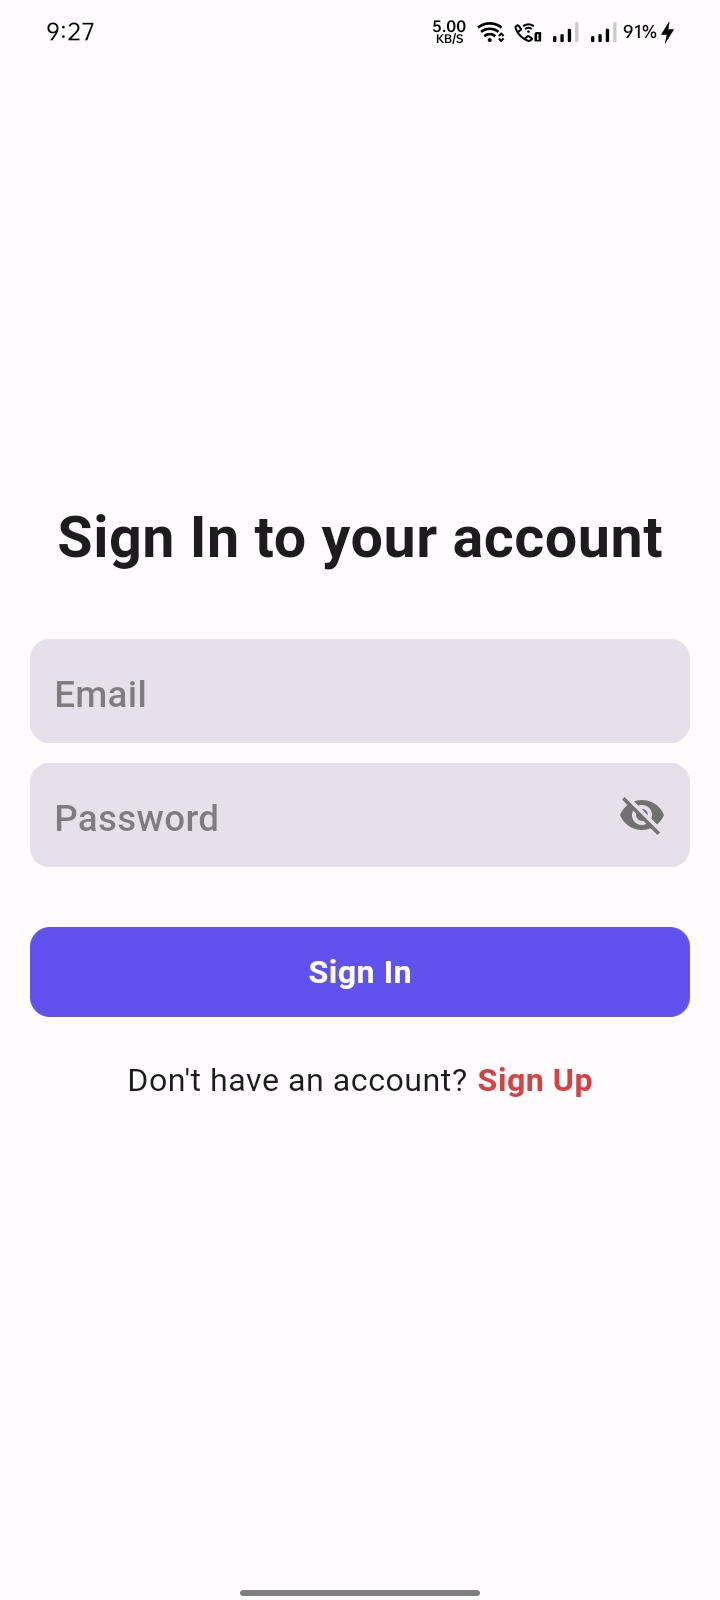 9:27
5.00
KB/S
91%
Sign In to your account
Email
Password
Sign In
Don't have an account? Sign Up